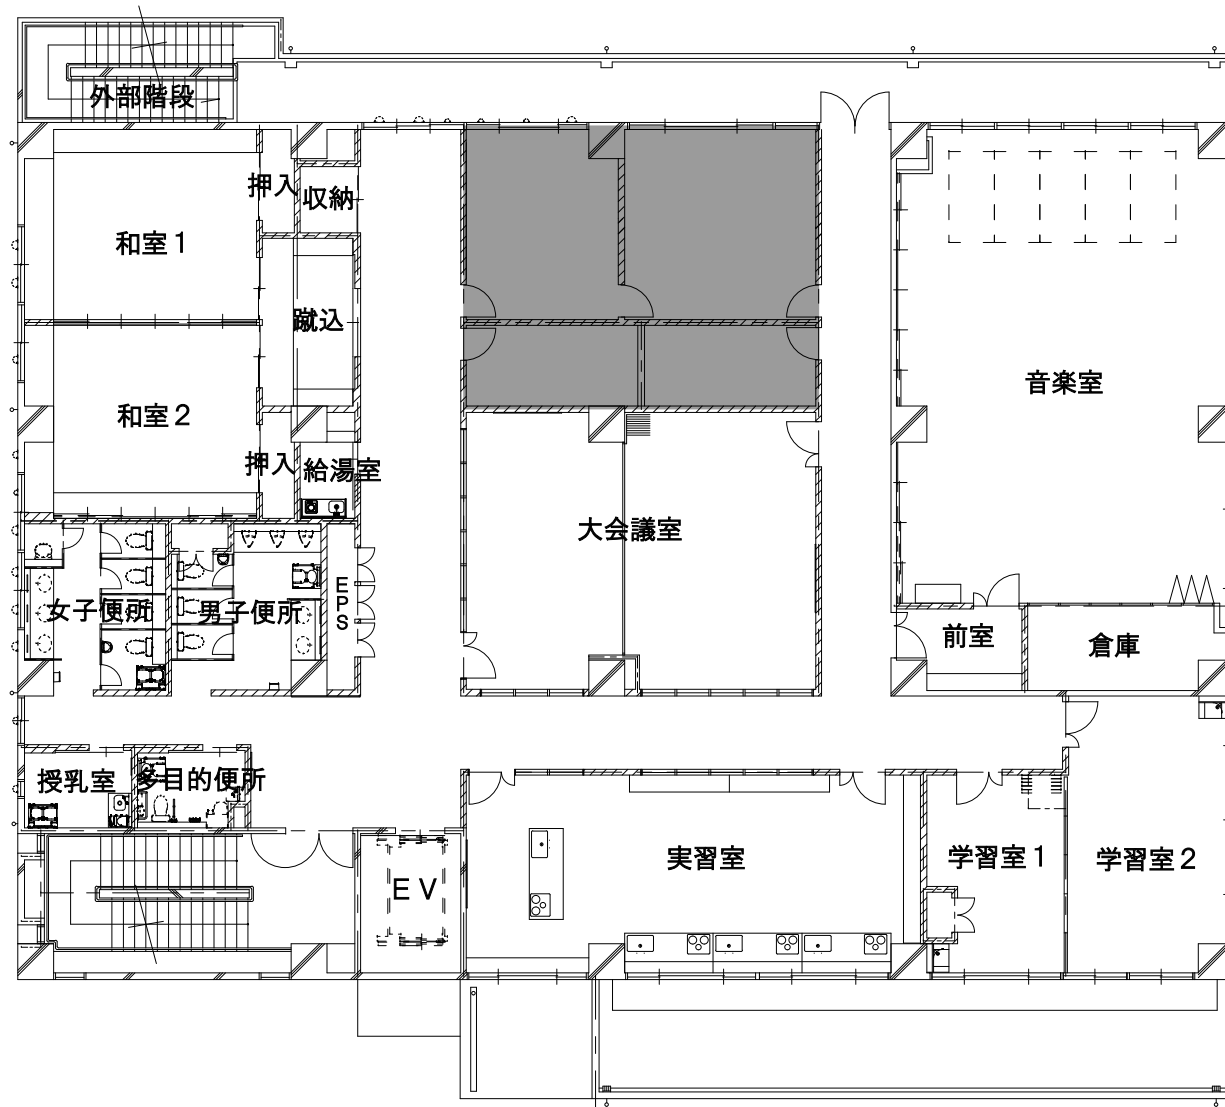 外部階段
押入
収納
和室1
蹴込
音楽室
和室2
押入
給湯室
大会議室
EPS
女子便所
男子便所
前室
倉庫
授乳室
多目的便所
実習室
学習室1
学習室2
EV